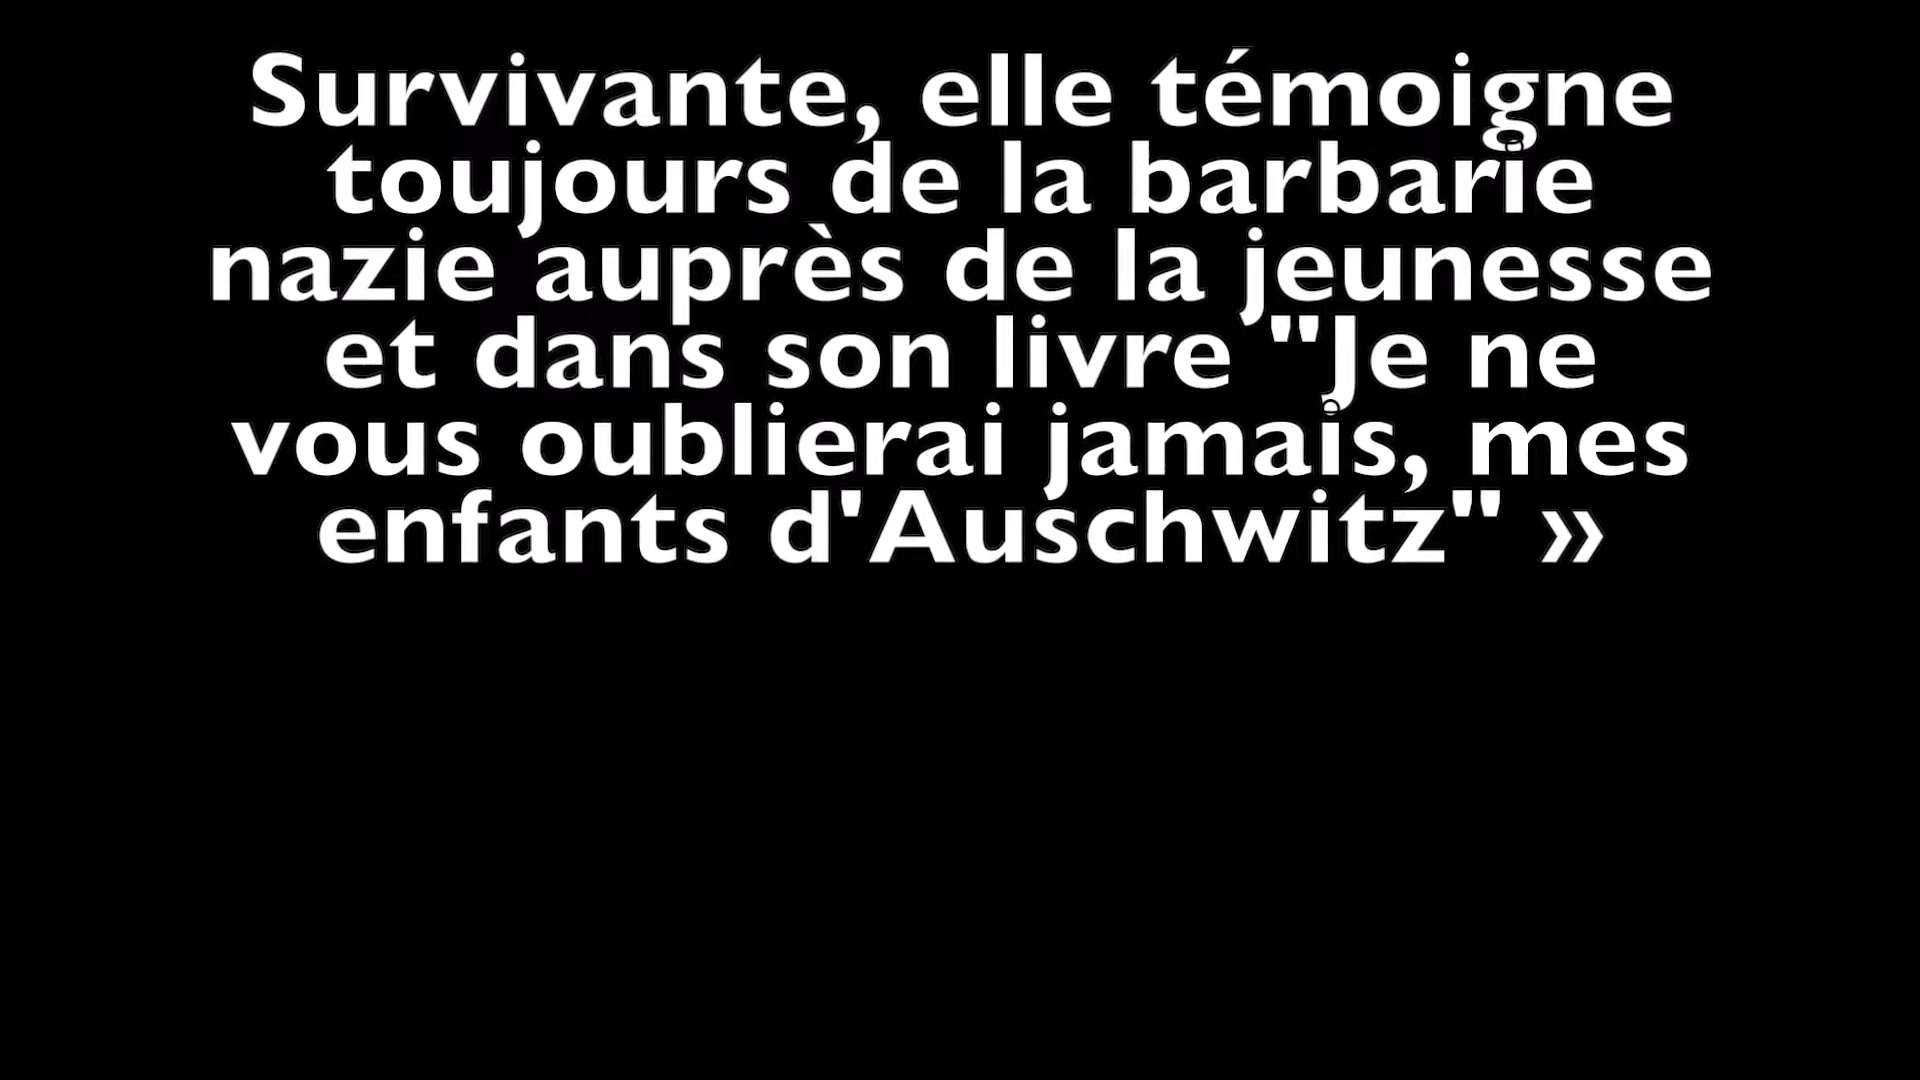 Survivante, elle témoigne
toujours de la barbarie
nazie auprès de la jeunesse
et dans son livre "Je ne
vous oublierai jamais, mes
enfants d'Auschwitz" »